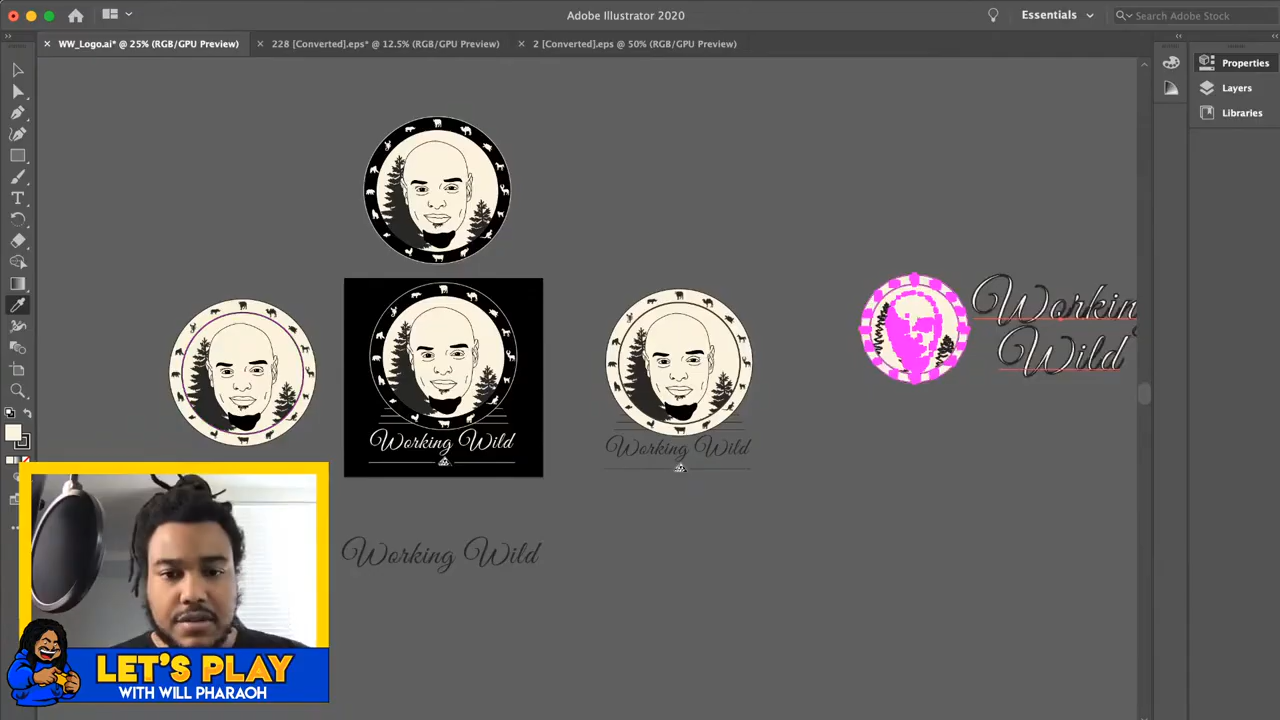 Adobe Illustrator 2020
Essentials
Search Adobe Stock
WW_Logo.ai* @ 25% (RGB/GPU Preview)
228 [Converted].eps* @ 12.5% (RGB/GPU Preview)
2 [Converted].eps @ 50% (RGB/GPU Preview)
Properties
Layers
Libraries
Workin
Wild
Working Wild
Working Wild
Working Wild
LET'S PLAY
WITH WILL PHARAOH